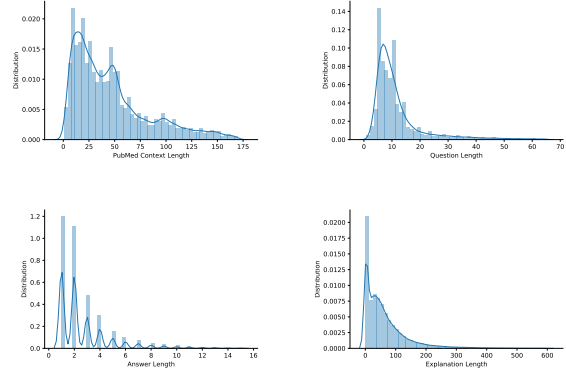 0.020
0.015
0.010
0.005
0.000
Distribution
0 25 50 75 100 125 150 175
PubMed Context Length
0.14
0.12
0.10
0.08
0.06
0.04
0.02
0.00
Distribution
0 10 20 30 40 50 60 70
Question Length
1.2
1.0
0.8
0.6
0.4
0.2
0.0
Distribution
0 2 4 6 8 10 12 14 16
Answer Length
0.0200
0.0175
0.0150
0.0125
0.0100
0.0075
0.0050
0.0025
0.0000
Distribution
0 100 200 300 400 500 600
Explanation Length